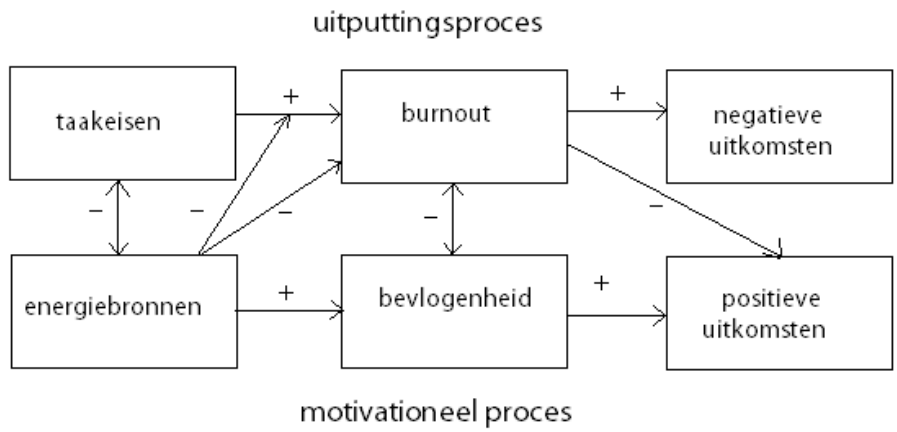 uitputtingsproces
taakeisen
+
burnout
+
negatieve
uitkomsten
–
–
–
–
–
energiebronnen
+
bevlogenheid
+
positieve
uitkomsten
motivationeel proces